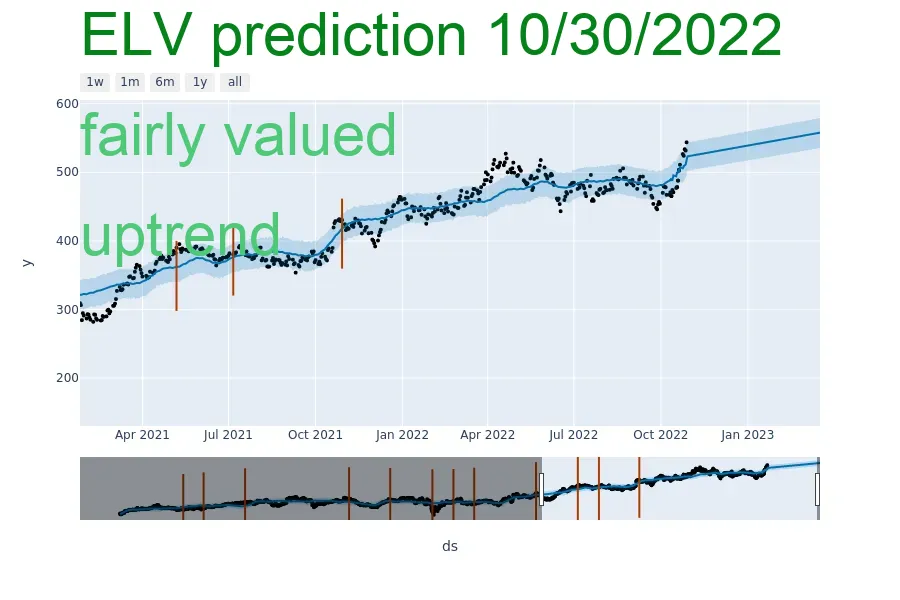 ELV prediction 10/30/2022
1w 1m 6m 1y all
600
fairly valued
500
uptrend
400
y
300
200
Apr 2021 Jul 2021 Oct 2021 Jan 2022 Apr 2022 Jul 2022 Oct 2022 Jan 2023
ds